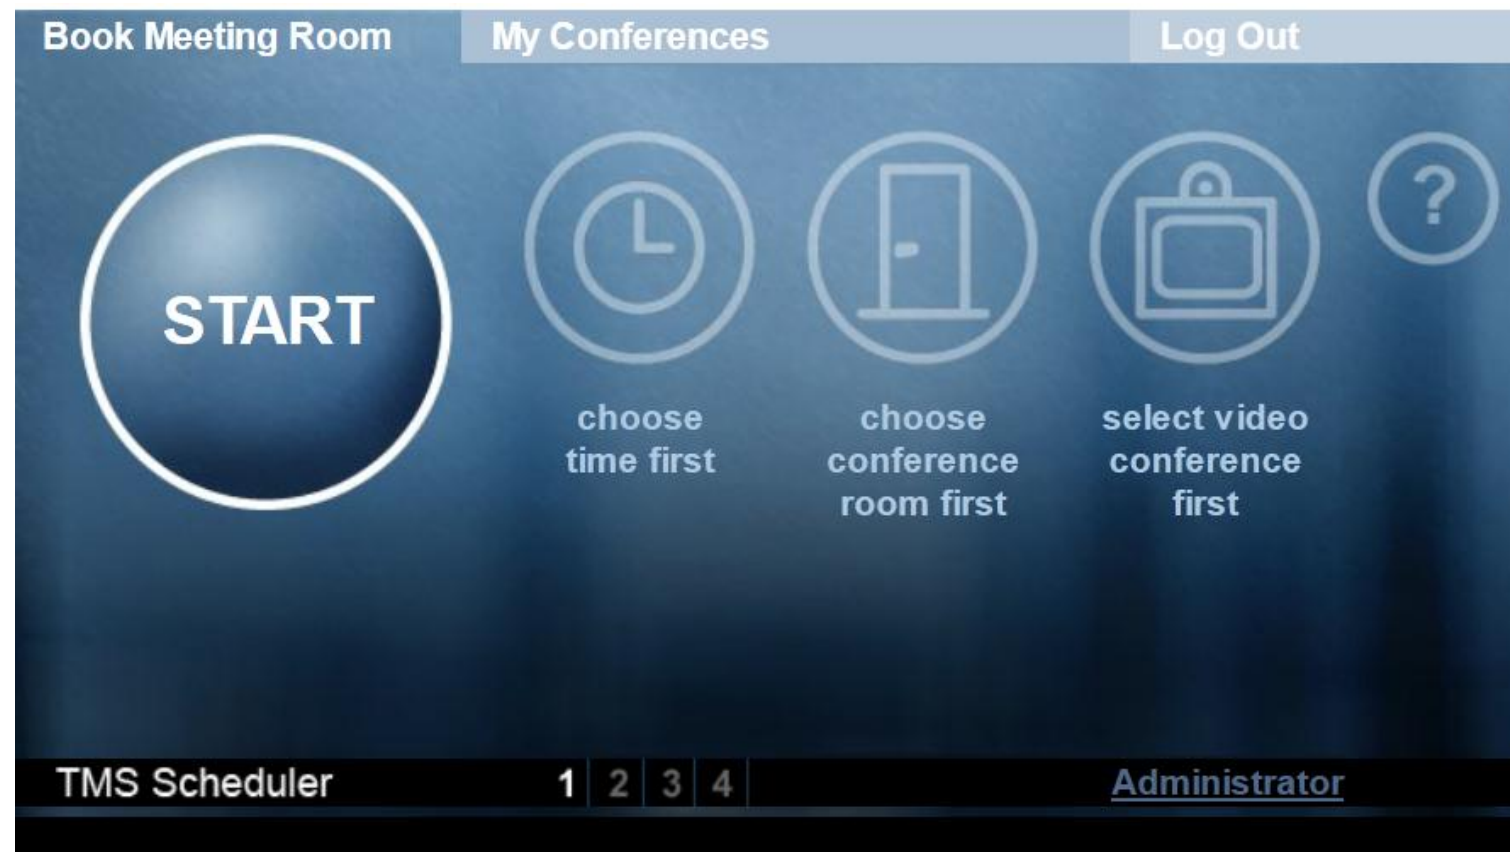 Book Meeting Room My Conferences Log Out
?
START
choose
time first
choose
conference
room first
select video
conference
first
TMS Scheduler 1 2 3 4 Administrator